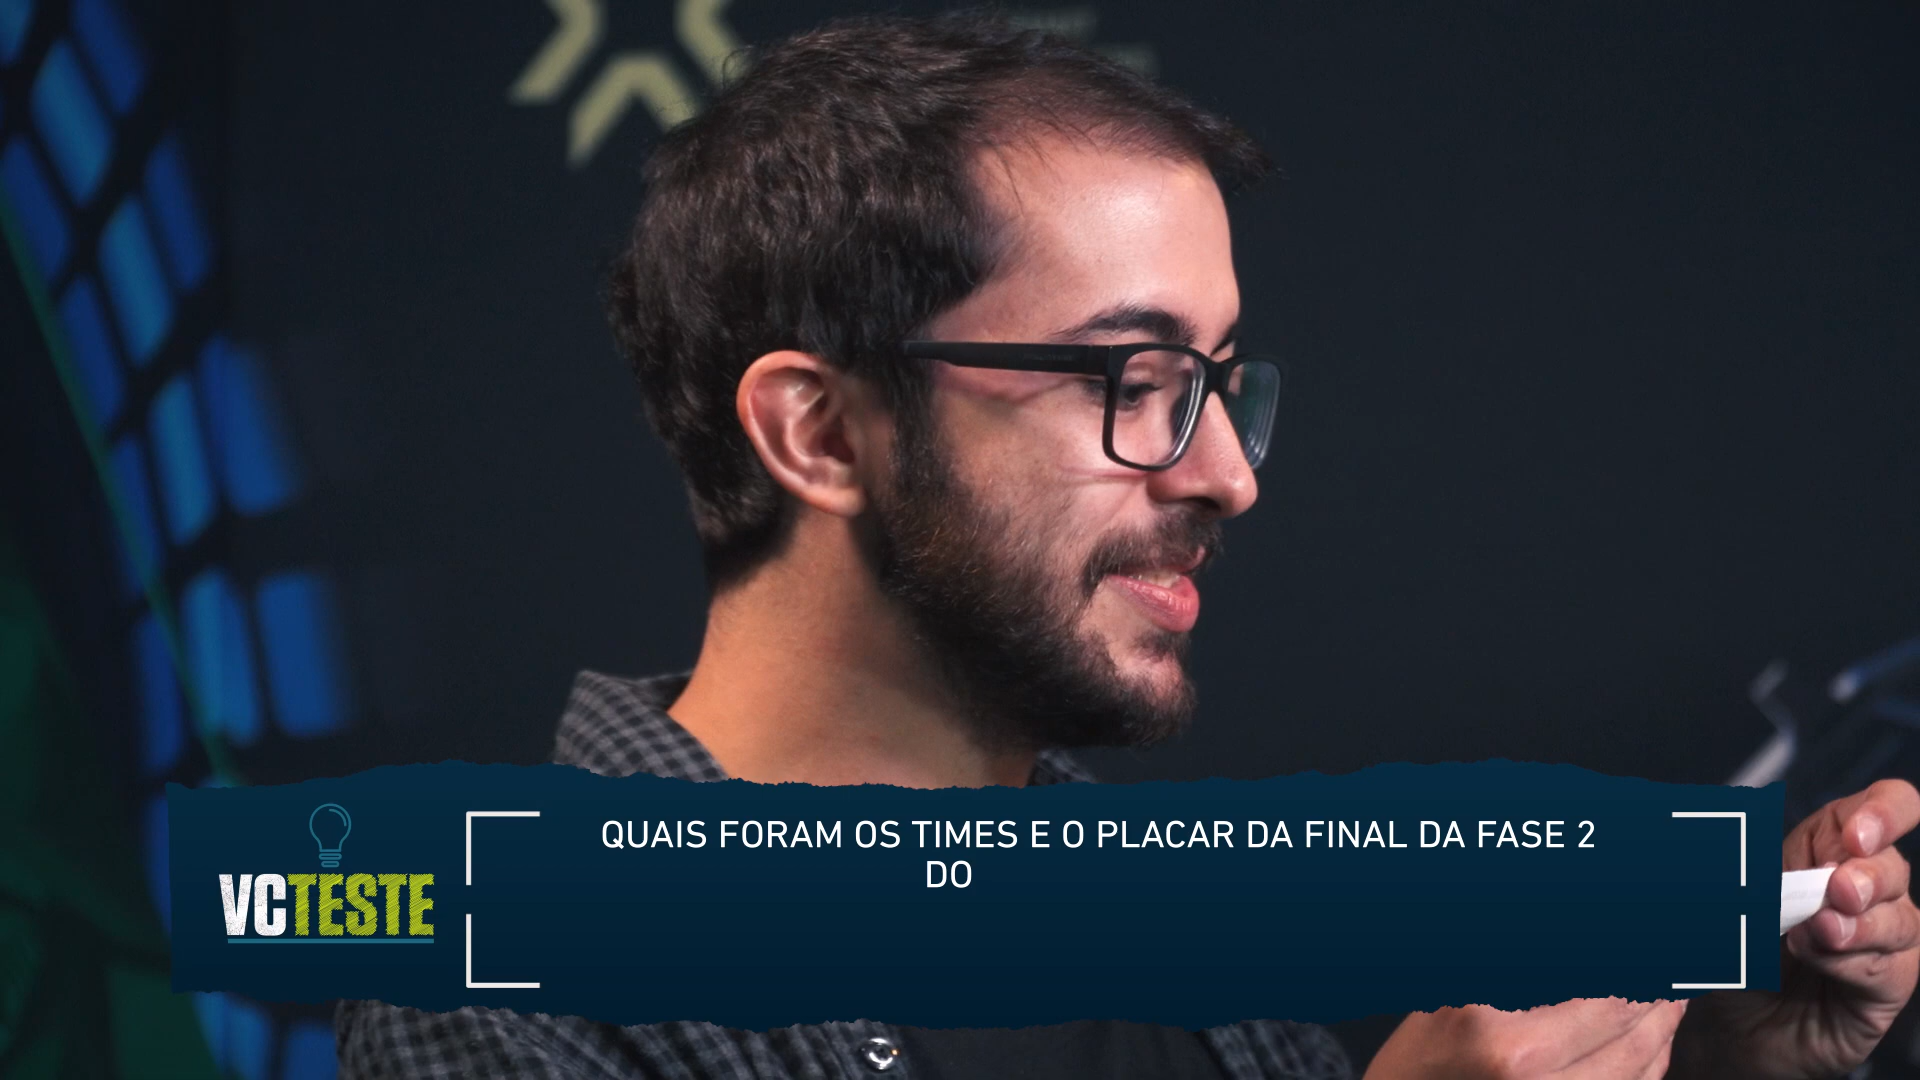 QUAIS FORAM OS TIMES E O PLACAR DA FINAL DA FASE 2
DO
VCTESTE